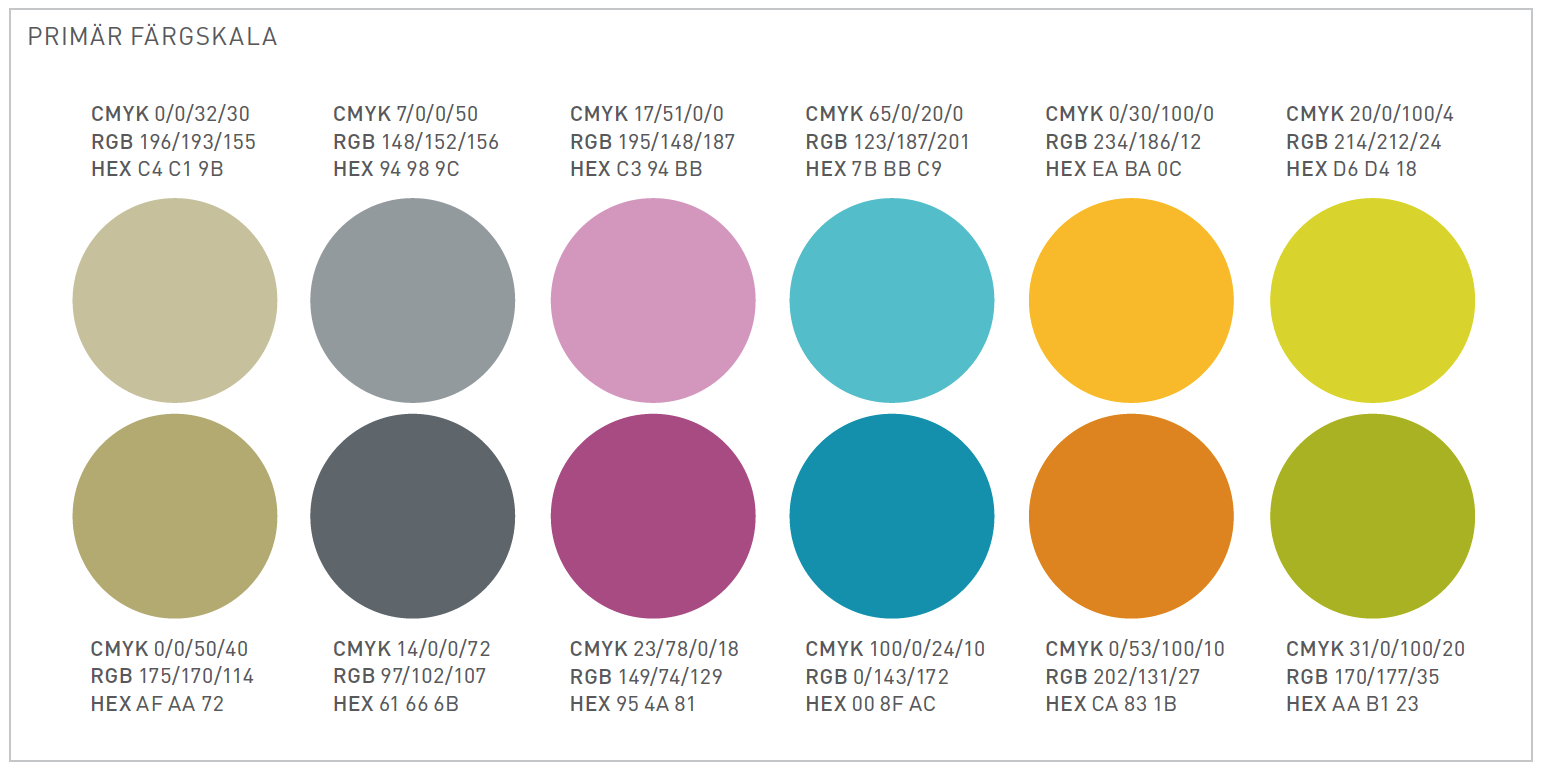 PRIMÄR FÄRGSKALA
CMYK 0/0/32/30
RGB 196/193/155
HEX C4 C1 9B
CMYK 7/0/0/50
RGB 148/152/156
HEX 94 98 9C
CMYK 17/51/0/0
RGB 195/148/187
HEX C3 94 BB
CMYK 65/0/20/0
RGB 123/187/201
HEX 7B BB C9
CMYK 0/30/100/0
RGB 234/186/12
HEX EA BA 0C
CMYK 20/0/100/4
RGB 214/212/24
HEX D6 D4 18
CMYK 0/0/50/40
RGB 175/170/114
HEX AF AA 72
CMYK 14/0/0/72
RGB 97/102/107
HEX 61 66 6B
CMYK 23/78/0/18
RGB 149/74/129
HEX 95 4A 81
CMYK 100/0/24/10
RGB 0/143/172
HEX 00 8F AC
CMYK 0/53/100/10
RGB 202/131/27
HEX CA 83 1B
CMYK 31/0/100/20
RGB 170/177/35
HEX AA B1 23